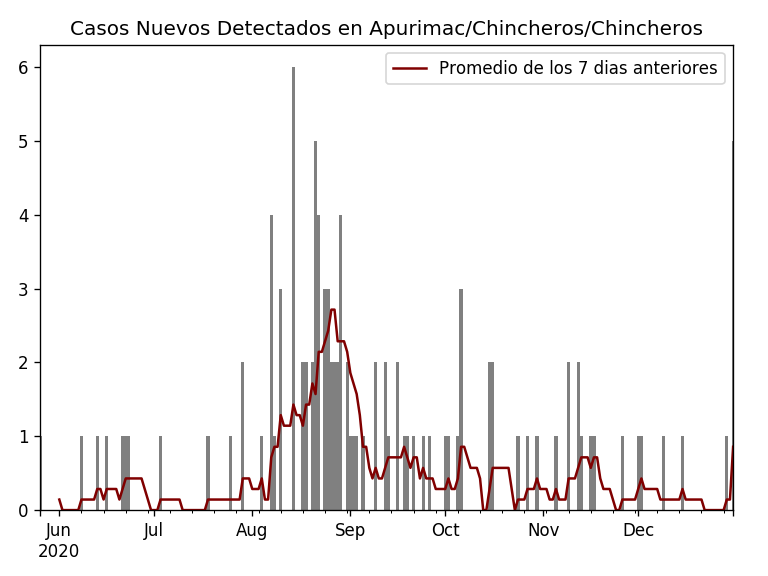 Casos Nuevos Detectados en Apurimac/Chincheros/Chincheros
Promedio de los 7 dias anteriores
6
5
4
3
2
1
0
Jun Jul Aug Sep Oct Nov Dec
2020